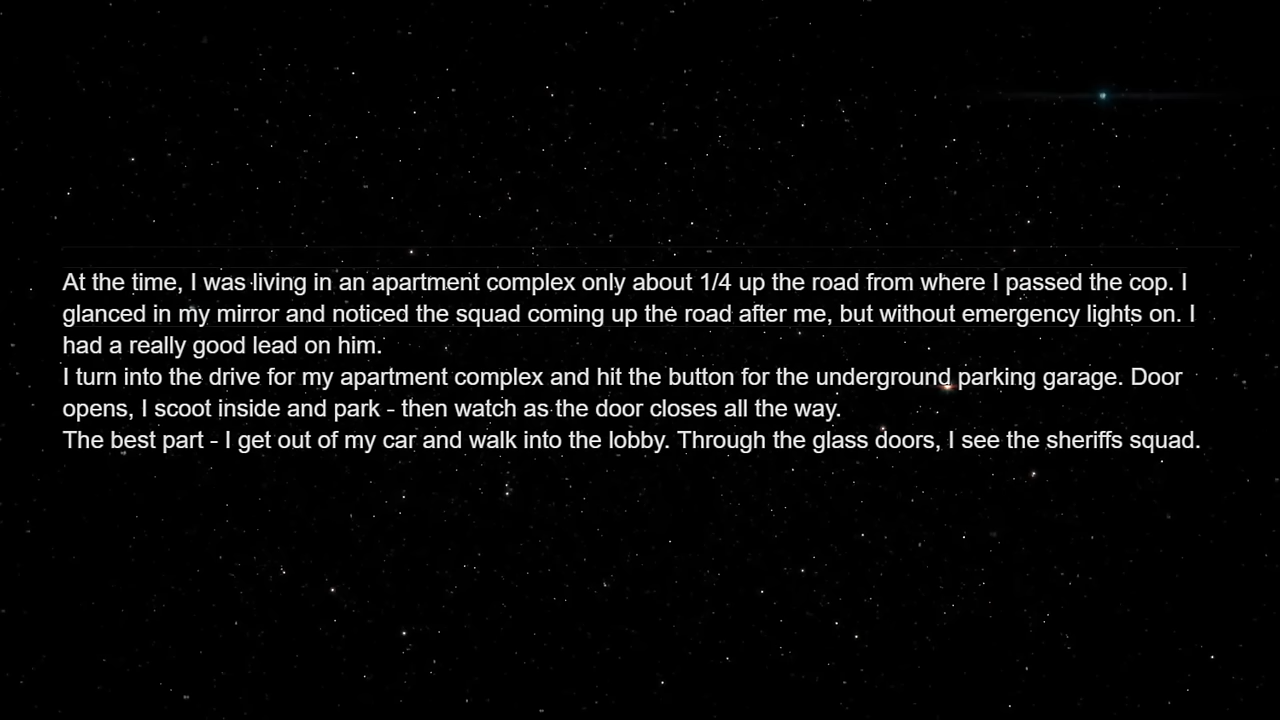 At the time, I was living in an apartment complex only about 1/4 up the road from where I passed the cop. I
glanced in my mirror and noticed the squad coming up the road after me, but without emergency lights on. I
had a really good lead on him.
I turn into the drive for my apartment complex and hit the button for the underground parking garage. Door
opens, I scoot inside and park - then watch as the door closes all the way.
The best part - I get out of my car and walk into the lobby. Through the glass doors, I see the sheriffs squad.